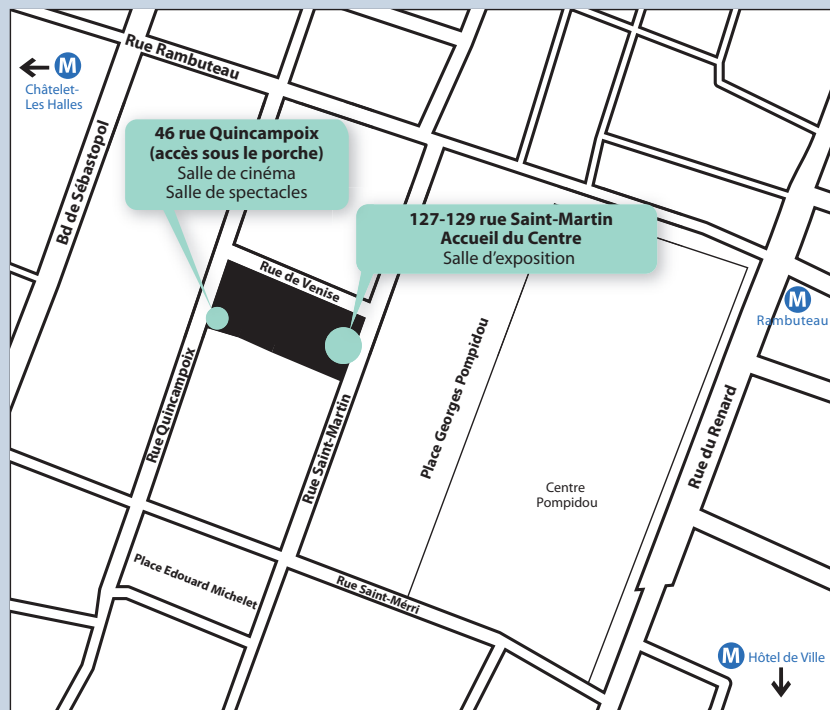 Rue Rambuteau
M
Châtelet-
Les Halles
Bd de Sébastopol
46 rue Quincampoix
(accès sous le porche)
Salle de cinéma
Salle de spectacles
127-129 rue Saint-Martin
Accueil du Centre
Salle d'exposition
Rue de Venise
M
Rambuteau
Rue Quincampoix
Rue Saint-Martin
Place Georges Pompidou
Rue du Renard
Centre
Pompidou
Place Edouard Michelet
Rue Saint-Mérri
M Hôtel de Ville